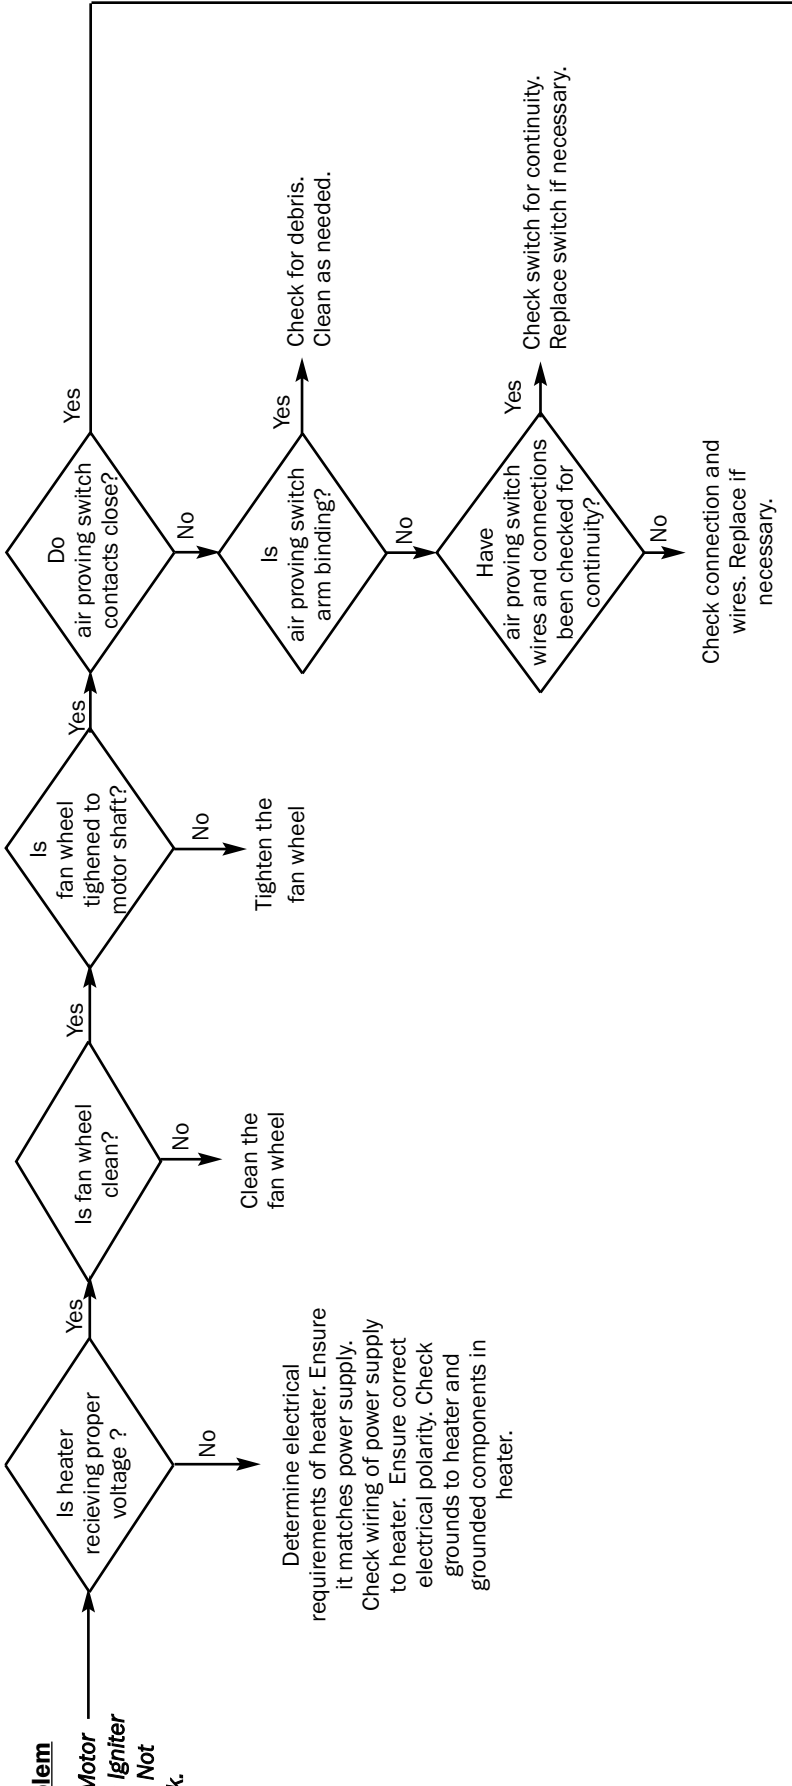 Motor
Igniter
Not
Is heater
recieving proper
voltage ?
Yes
No
Determine electrical
requirements of heater. Ensure
it matches power supply.
Check wiring of power supply
to heater. Ensure correct
electrical polarity. Check
grounds to heater and
grounded components in
heater.
Is fan wheel
clean?
Yes
No
Clean the
fan wheel
Is
fan wheel
tighened to
motor shaft?
Yes
No
Tighten the
fan wheel
Do
air proving switch
contacts close?
Yes
No
Is
air proving switch
arm binding?
Yes
Check for debris.
Clean as needed.
No
Have
air proving switch
wires and connections
been checked for
continuity?
Yes
Check switch for continuity.
Replace switch if necessary.
No
Check connection and
wires. Replace if
necessary.